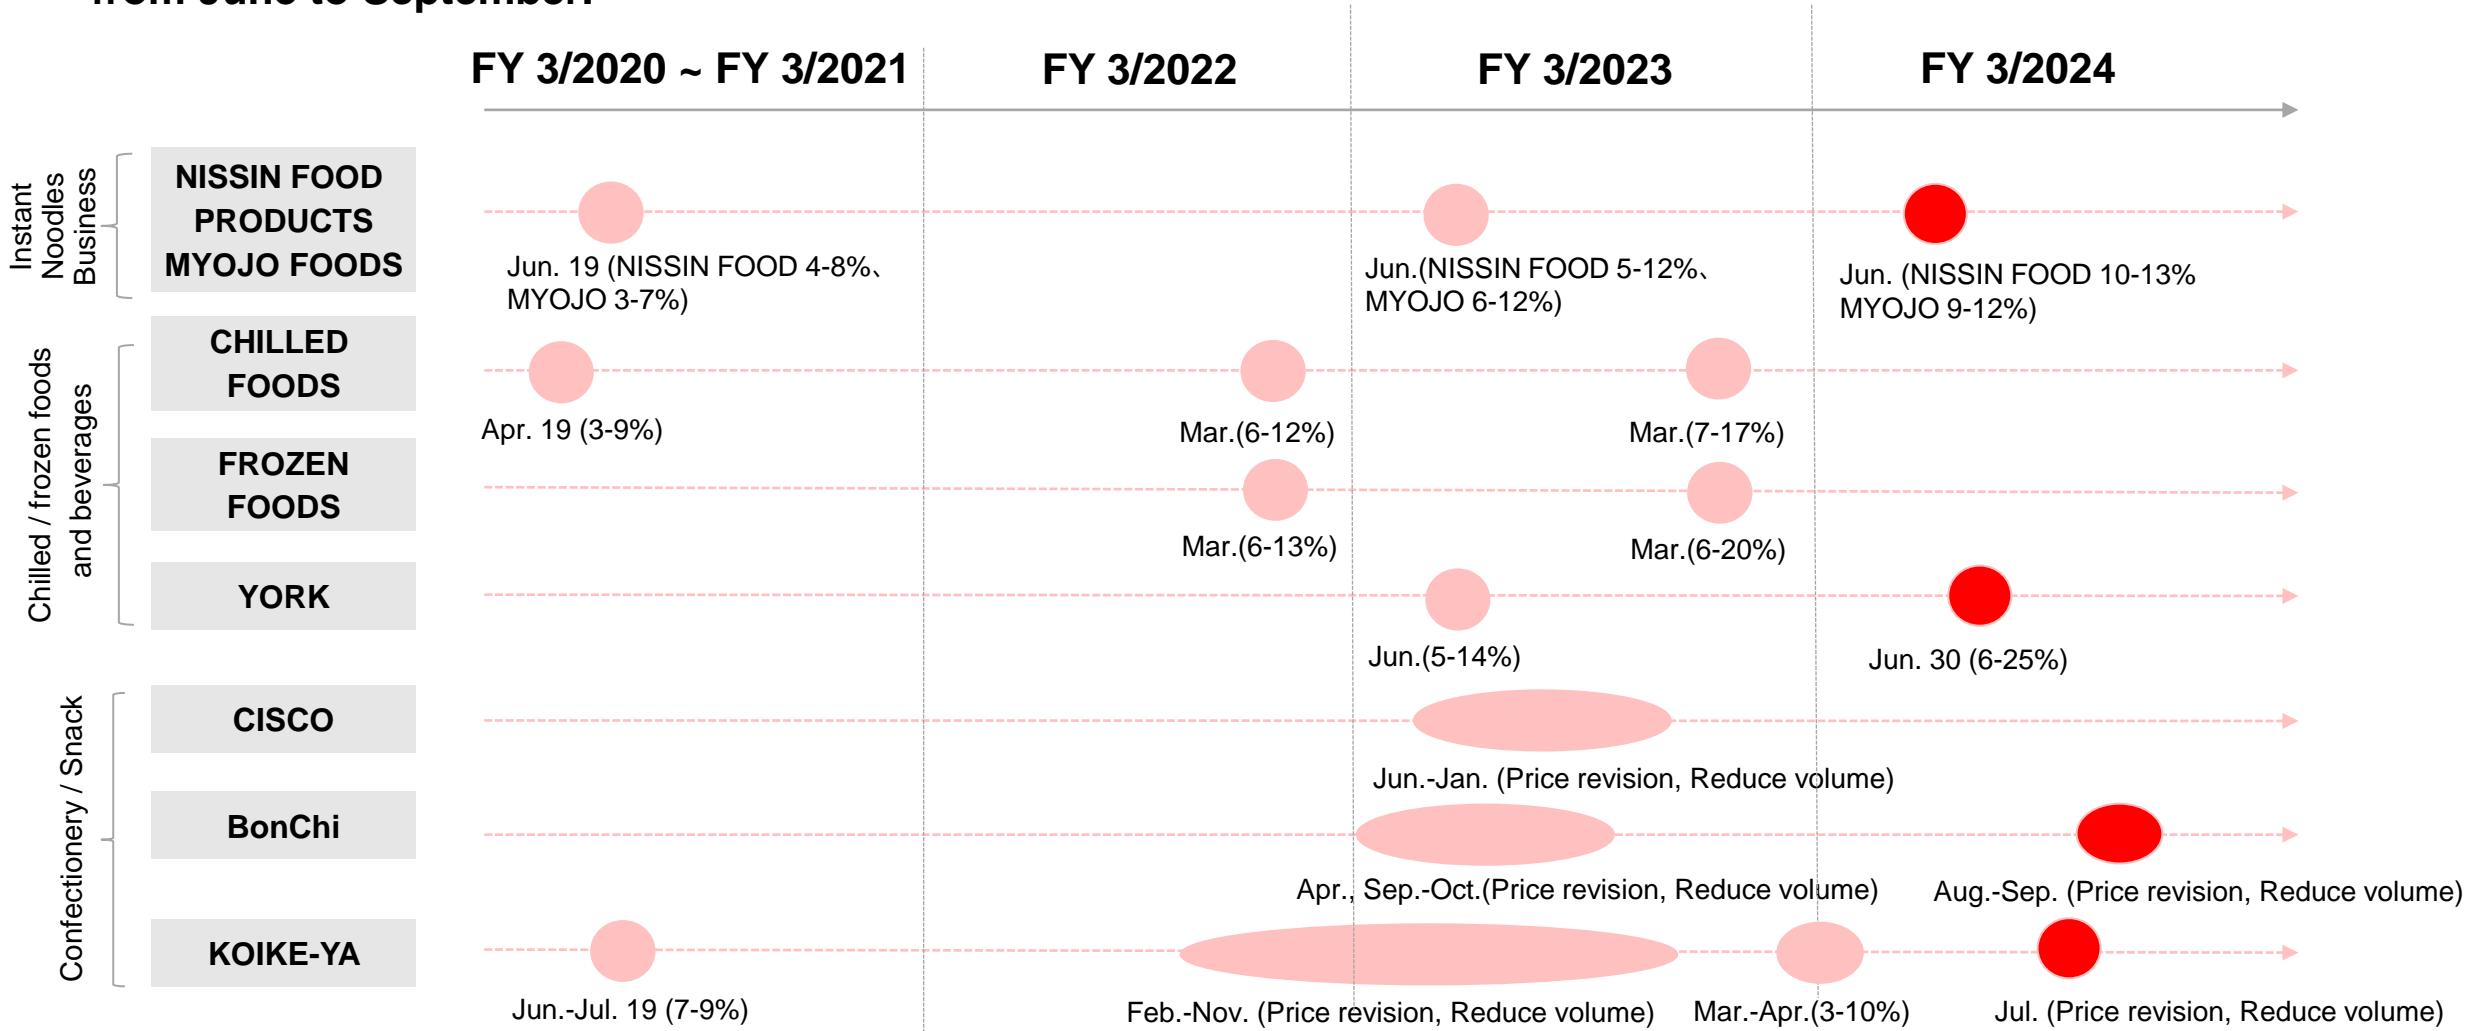 from June to September.
FY 3/2020 ~ FY 3/2021
FY 3/2022
FY 3/2023
FY 3/2024
Instant
Noodles
Business
NISSIN FOOD
PRODUCTS
MYOJO FOODS
Jun. 19 (NISSIN FOOD 4-8%、
MYOJO 3-7%)
Jun.(NISSIN FOOD 5-12%、
MYOJO 6-12%)
Jun. (NISSIN FOOD 10-13%
MYOJO 9-12%)
Chilled / frozen foods
and beverages
CHILLED
FOODS
Apr. 19 (3-9%)
Mar.(6-12%)
Mar.(7-17%)
FROZEN
FOODS
Mar.(6-13%)
Mar.(6-20%)
YORK
Jun.(5-14%)
Jun. 30 (6-25%)
Confectionery / Snack
CISCO
Jun.-Jan. (Price revision, Reduce volume)
BonChi
Apr., Sep.-Oct.(Price revision, Reduce volume)
Aug.-Sep. (Price revision, Reduce volume)
KOIKE-YA
Jun.-Jul. 19 (7-9%)
Feb.-Nov. (Price revision, Reduce volume)
Mar.-Apr.(3-10%)
Jul. (Price revision, Reduce volume)